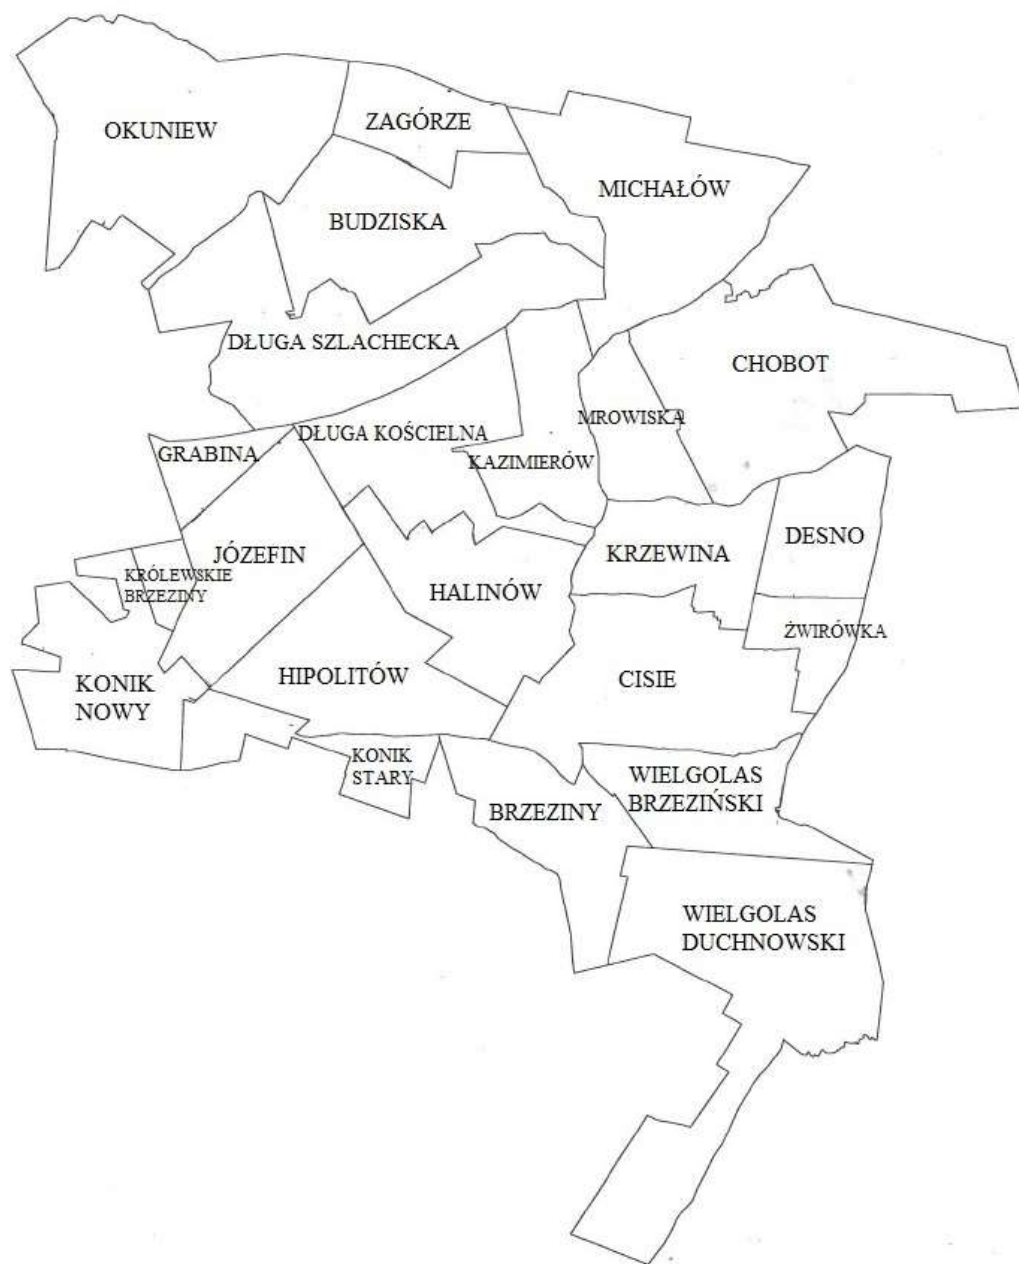 OKUNIEW
ZAGÓRZE
MICHAŁÓW
BUDZISKA
DŁUGA SZLACHECKA
CHOBOT
MROWISKA
DŁUGA KOŚCIELNA
GRABINA
KAZIMIERÓW
DESNO
KRZEWINA
JÓZEFIN
KRÓLEWSKIE
BRZEZINY
HALINÓW
ŻWIRÓWKA
HIPOLITÓW
CISIE
KONIK
NOWY
KONIK
STARY
WIELGOLAS
BRZEZIŃSKI
BRZEZINY
WIELGOLAS
DUCHNOWSKI